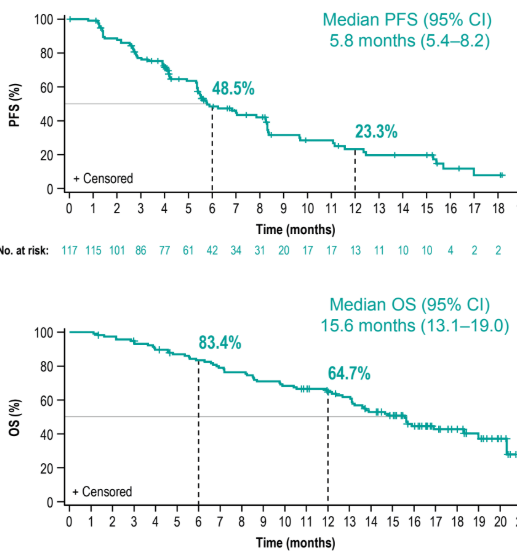 Median PFS (95% CI)
5.8 months (5.4–8.2)
100
80
60
40
20
0
PFS (%)
48.5%
23.3%
+ Censored
0 1 2 3 4 5 6 7 8 9 10 11 12 13 14 15 16 17 18
Time (months)
No. at risk: 117 115 101 86 77 61 42 34 31 20 17 17 13 11 10 10 4 2 2
Median OS (95% CI)
15.6 months (13.1–19.0)
100
80
60
40
20
0
OS (%)
83.4%
64.7%
+ Censored
0 1 2 3 4 5 6 7 8 9 10 11 12 13 14 15 16 17 18 19 20
Time (months)